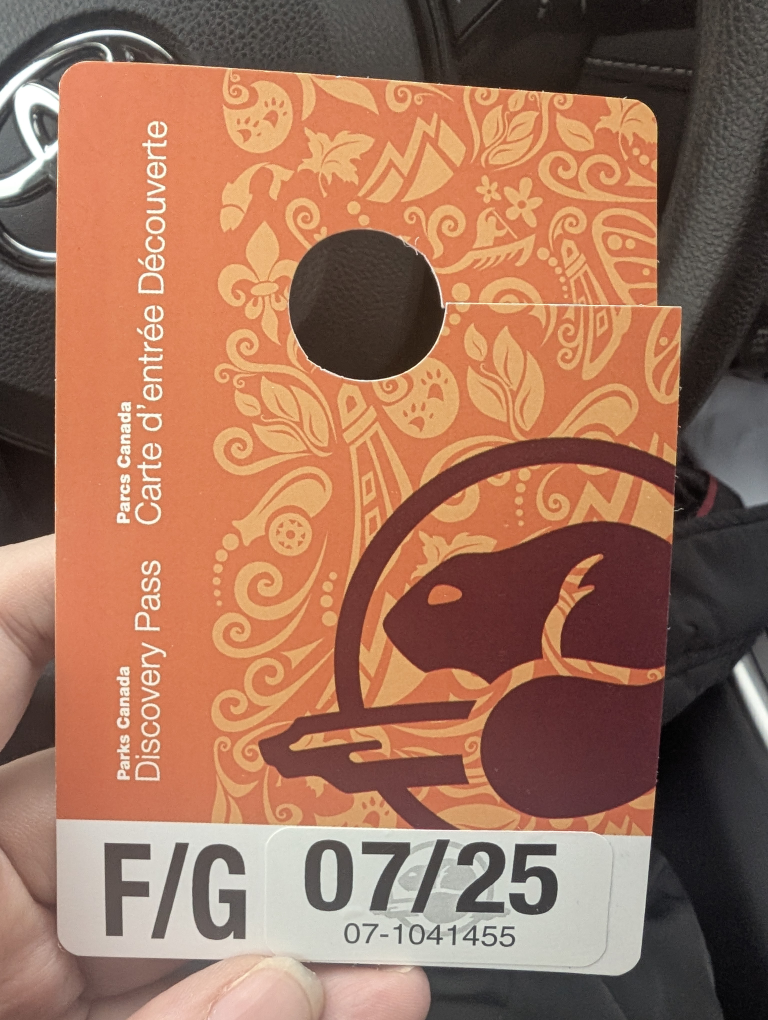 Parks Canada
Discovery Pass
Parcs Canada
Carte d'entrée Découverte
F/G
07/25
07-1041455